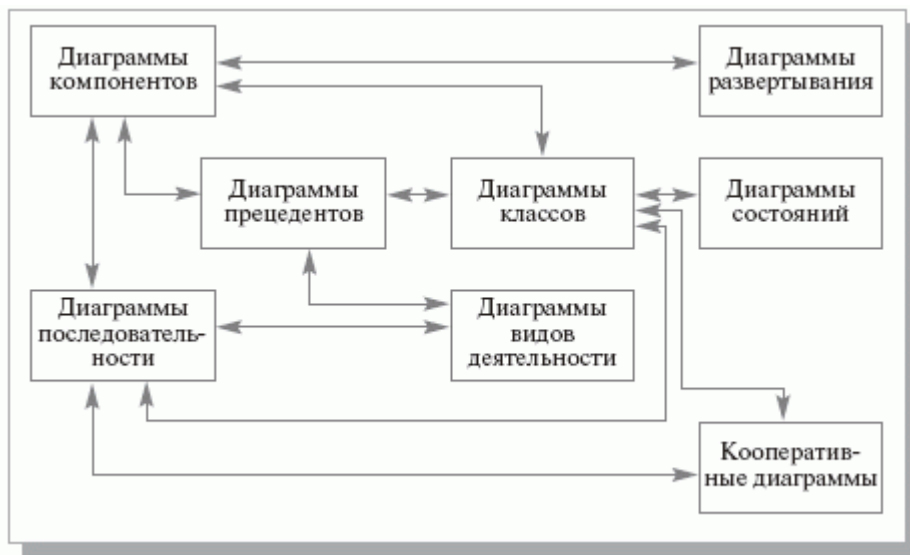 Диаграммы
компонентов
Диаграммы
развертывания
Диаграммы
прецедентов
Диаграммы
классов
Диаграммы
состояний
Диаграммы
последователь-
ности
Диаграммы
видов
деятельности
Кооператив-
ные диаграммы